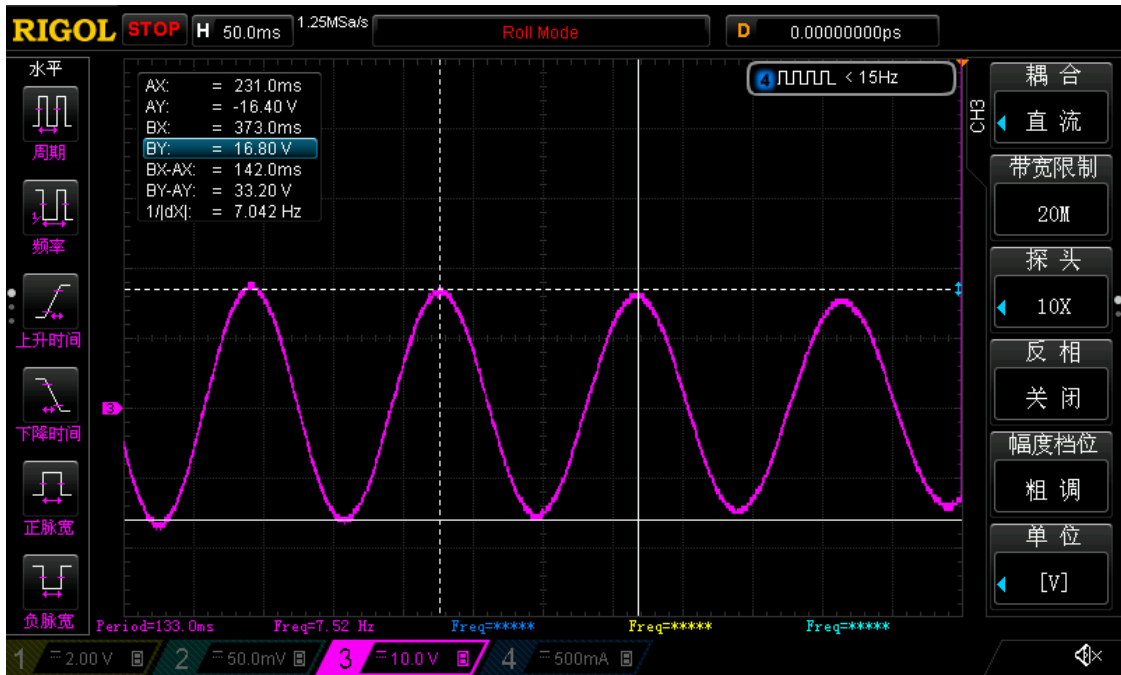 RIGOL STOP H 50.0ms 1.25MSa/s Roll Mode D 0.00000000ps
水平
周期
频率
上升时间
下降时间
正脉宽
负脉宽
AX: = 231.0ms
AY: = -16.40 V
BX: = 373.0ms
BY: = 16.80 V
BX-AX: = 142.0ms
BY-AY: = 33.20 V
1/|dX|: = 7.042 Hz
4 < 15Hz
3
CH3
耦合
直流
带宽限制
20M
探头
10X
反相
关闭
幅度档位
粗调
单位
[V]
Period=133.0ms Freq=7.52 Hz Freq=***** Freq=***** Freq=*****
1 2.00 V 2 50.0mV 3 10.0 V 4 500mA